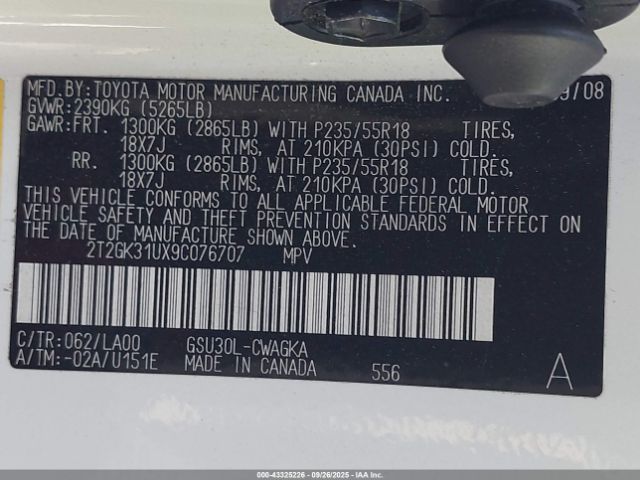 MFD.BY:TOYOTA MOTOR MANUFACTURING CANADA INC. 9/08
GVWR:2390KG (5265LB)
GAWR:FRT. 1300KG (2865LB) WITH P235/55R18 TIRES,
18X7J RIMS, AT 210KPA (30PSI) COLD.
RR. 1300KG (2865LB) WITH P235/55R18 TIRES,
18X7J RIMS, AT 210KPA (30PSI) COLD.
THIS VEHICLE CONFORMS TO ALL APPLICABLE FEDERAL MOTOR
VEHICLE SAFETY AND THEFT PREVENTION STANDARDS IN EFFECT ON
THE DATE OF MANUFACTURE SHOWN ABOVE.
2T2GK31UX9C076707 MPV
C/TR:062/LA00 GSU30L-CWAGKA
A/TM:-02A/U151E MADE IN CANADA 556 A
000-43325226 - 09/26/2025 - IAAI, Inc.